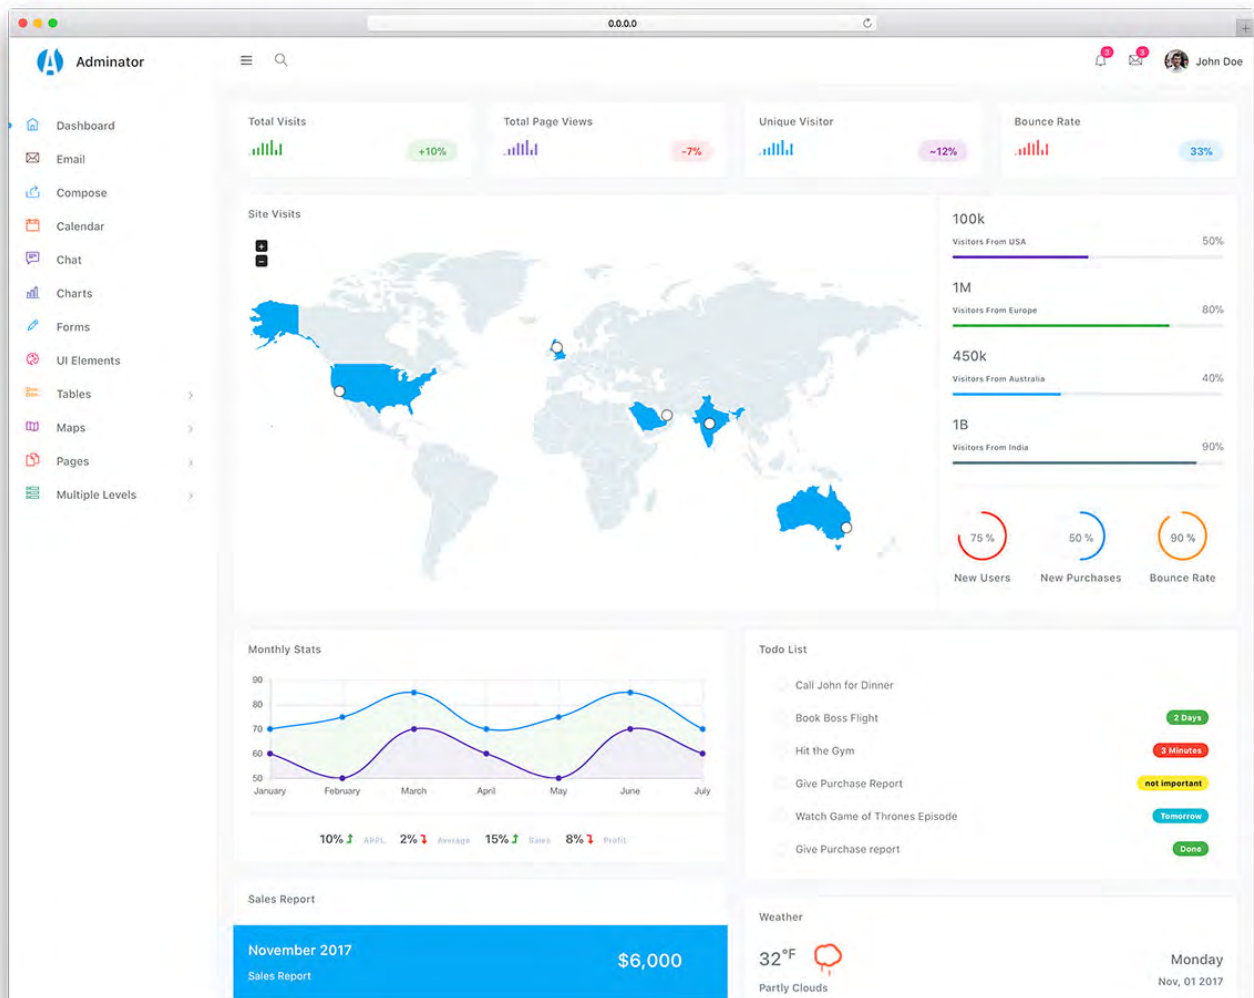 0.0.0.0
Adminator
3
3
John Doe
Dashboard
Email
Compose
Calendar
Chat
Charts
Forms
UI Elements
Tables
Maps
Pages
Multiple Levels
Total Visits
+10%
Total Page Views
-7%
Unique Visitor
~12%
Bounce Rate
33%
Site Visits
+
−
100k
Visitors From USA
50%
1M
Visitors From Europe
80%
450k
Visitors From Australia
40%
1B
Visitors From India
90%
75 %
New Users
50 %
New Purchases
90 %
Bounce Rate
Monthly Stats
90
80
70
60
50
January February March April May June July
10% APPL 2% Average 15% Sales 8% Profit
Todo List
Call John for Dinner
Book Boss Flight
2 Days
Hit the Gym
3 Minutes
Give Purchase Report
not important
Watch Game of Thrones Episode
Tomorrow
Give Purchase report
Done
Sales Report
November 2017
Sales Report
$6,000
Weather
32°F
Partly Clouds
Monday
Nov, 01 2017